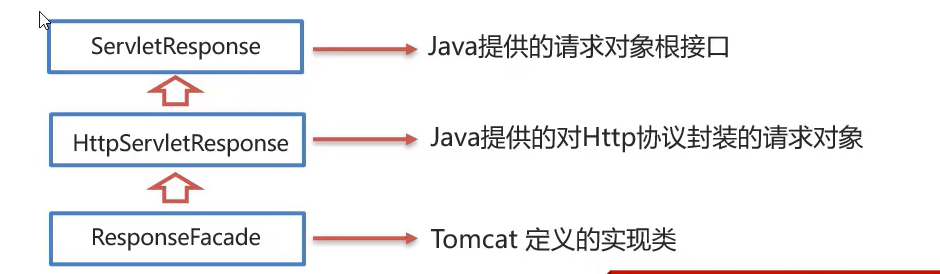 ServletResponse Java提供的请求对象根接口
HttpServletResponse Java提供的对Http协议封装的请求对象
ResponseFacade Tomcat 定义的实现类